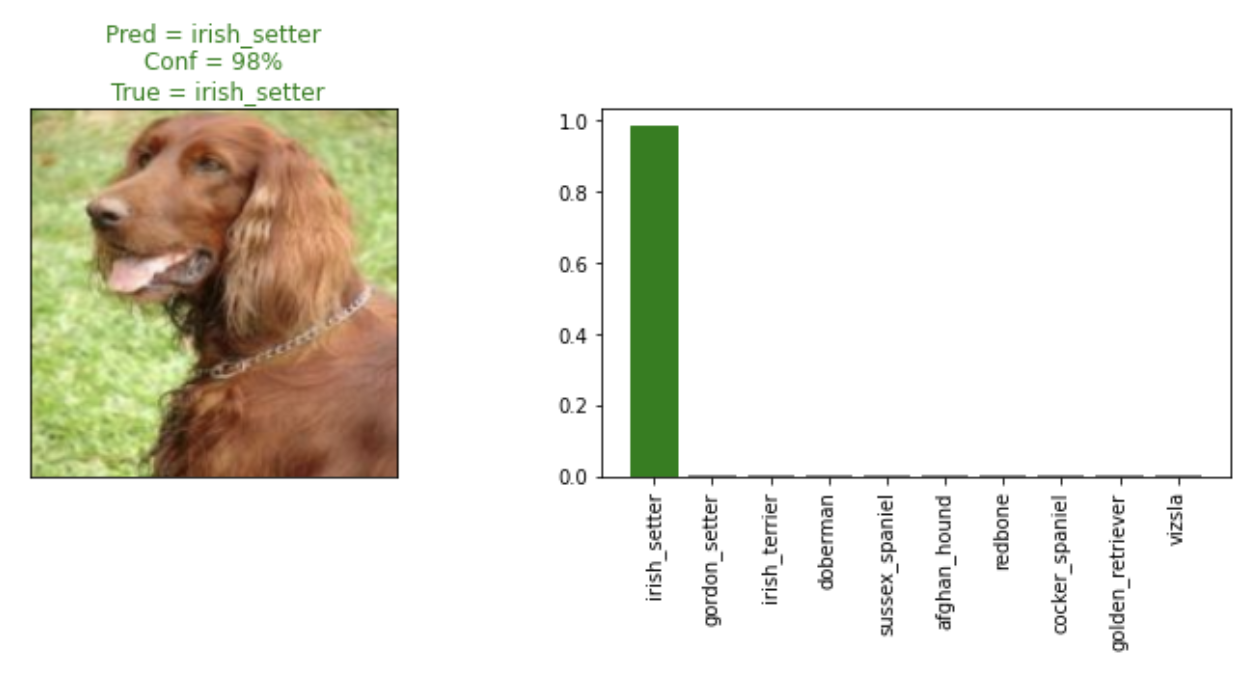 Pred = irish_setter
Conf = 98%
True = irish_setter
1.0
0.8
0.6
0.4
0.2
0.0
irish_setter
gordon_setter
irish_terrier
doberman
sussex_spaniel
afghan_hound
redbone
cocker_spaniel
golden_retriever
vizsla